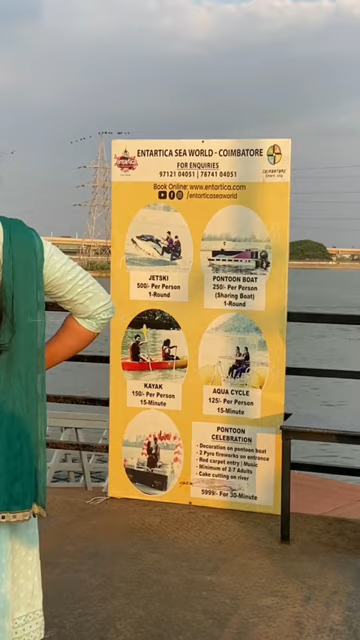 ENTARTICA SEA WORLD - COIMBATORE
FOR ENQUIRIES
97121 04051 | 78741 04051
Book Online: www.entartica.com
/entarticaseaworld
Entartica
COIMBATORE
JETSKI
500/- Per Person
1-Round
PONTOON BOAT
250/- Per Person
(Sharing Boat)
1-Round
KAYAK
150/- Per Person
15-Minute
AQUA CYCLE
125/- Per Person
15-Minute
PONTOON
CELEBRATION
- Decoration on pontoon boat
- 2 Pyro fireworks on entrance
- Red carpet entry | Music
- Minimum of 2-7 Adults
- Cake cutting on river
5999/- For 30-Minute